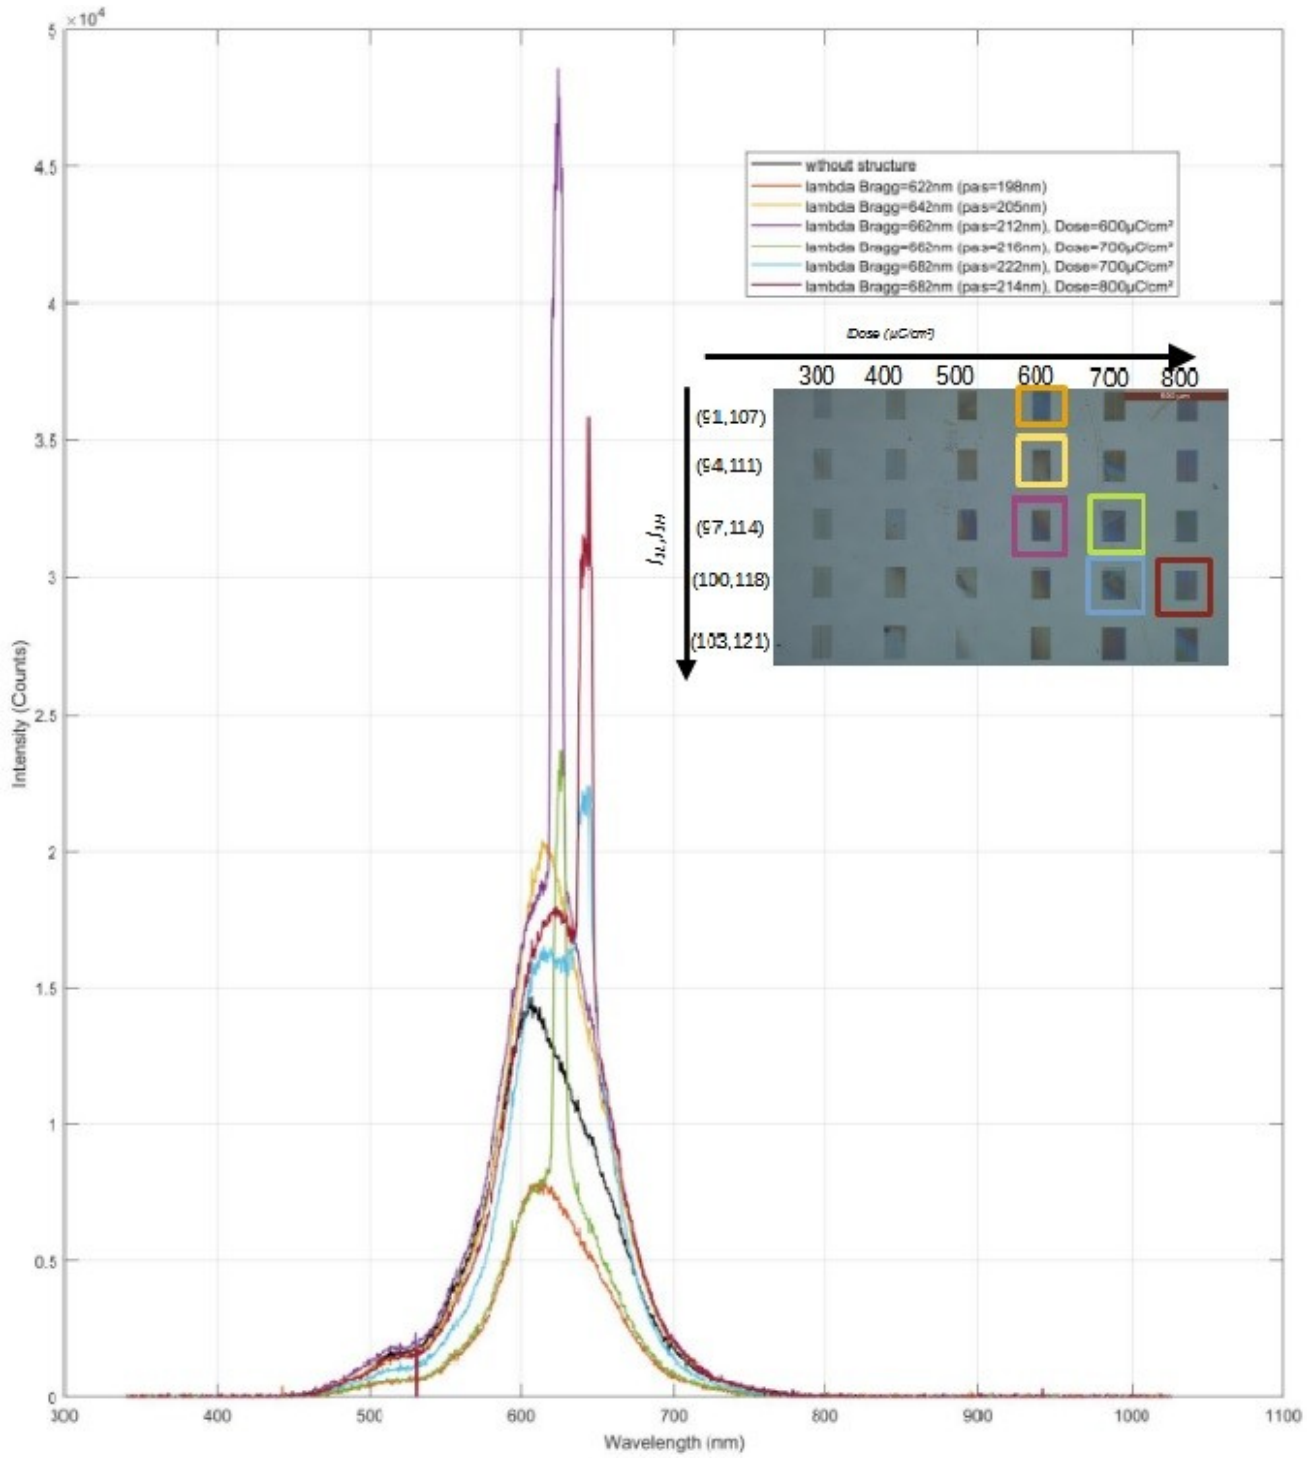 ×10⁴
5
4.5
4
3.5
3
2.5
2
1.5
1
0.5
0
300 400 500 600 700 800 900 1000 1100
Intensity (Counts)
Wavelength (nm)
without structure
lambda Bragg=622nm (pas=198nm)
lambda Bragg=642nm (pas=205nm)
lambda Bragg=662nm (pas=212nm), Dose=600µC/cm²
lambda Bragg=662nm (pas=216nm), Dose=700µC/cm²
lambda Bragg=682nm (pas=222nm), Dose=700µC/cm²
lambda Bragg=682nm (pas=214nm), Dose=800µC/cm²
Dose (µC/cm²)
300 400 500 600 700 800
(91,107)
(94,111)
(97,114)
(100,118)
(103,121)